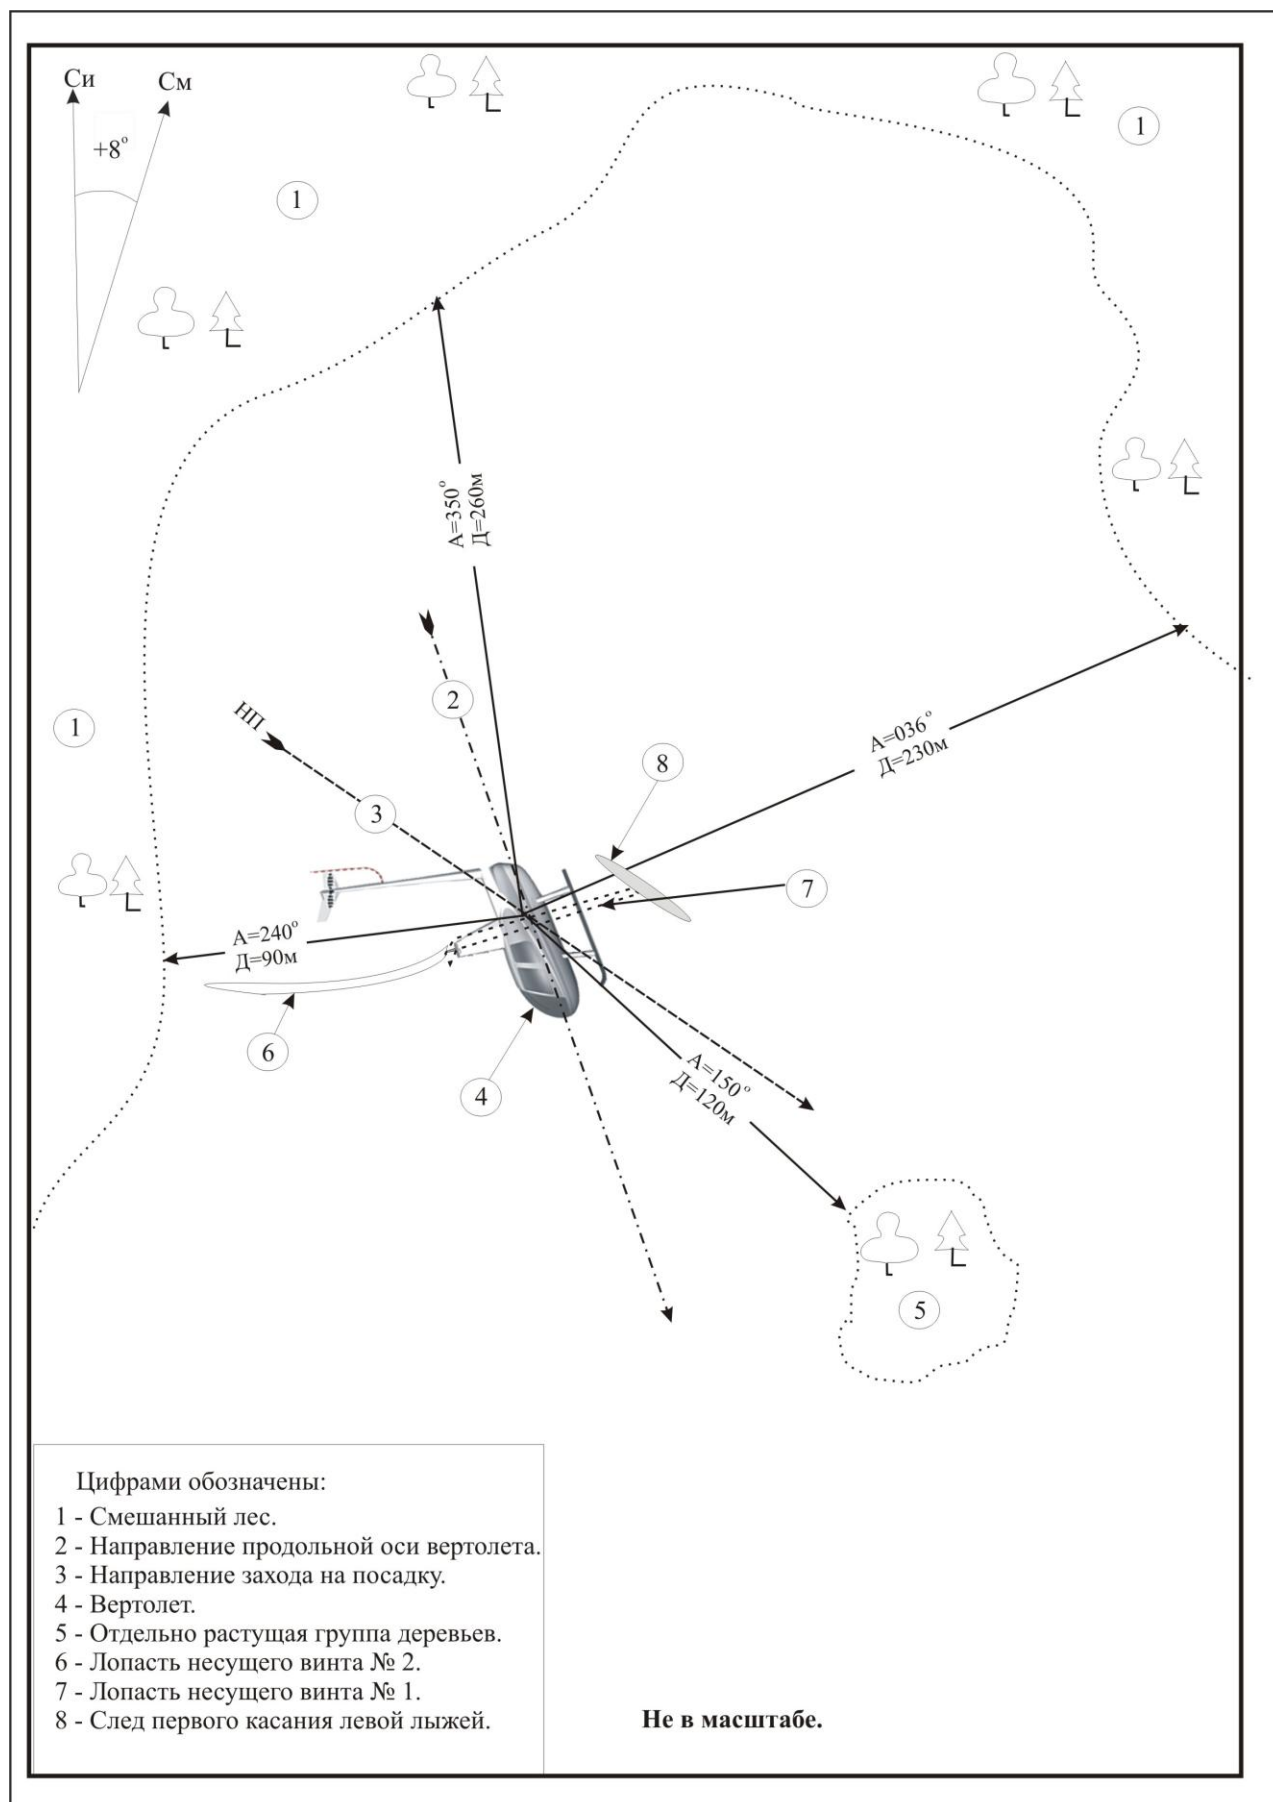 Си
См
+8°
1
1
А=350°
Д=260м
2
НП
1
А=036°
Д=230м
8
3
7
А=240°
Д=90м
6
А=150°
Д=120м
4
5
Цифрами обозначены:
1 - Смешанный лес.
2 - Направление продольной оси вертолета.
3 - Направление захода на посадку.
4 - Вертолет.
5 - Отдельно растущая группа деревьев.
6 - Лопасть несущего винта № 2.
7 - Лопасть несущего винта № 1.
8 - След первого касания левой лыжей.
Не в масштабе.